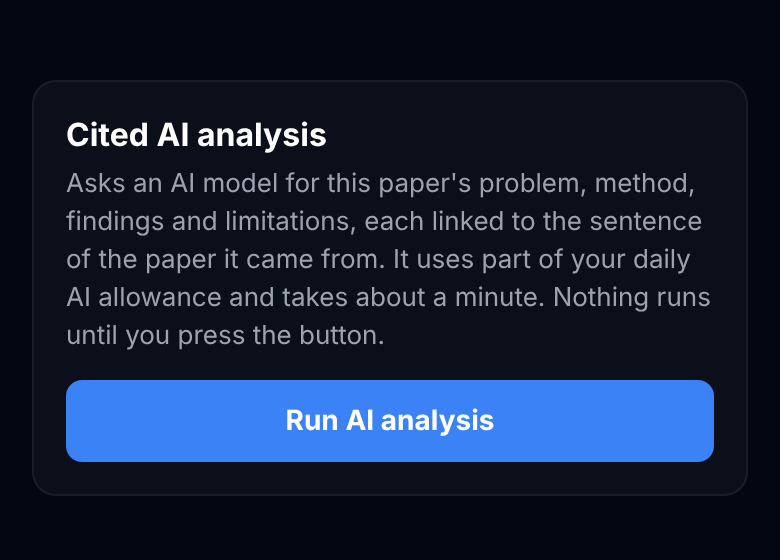 Cited AI analysis
Asks an AI model for this paper's problem, method,
findings and limitations, each linked to the sentence
of the paper it came from. It uses part of your daily
AI allowance and takes about a minute. Nothing runs
until you press the button.
Run AI analysis